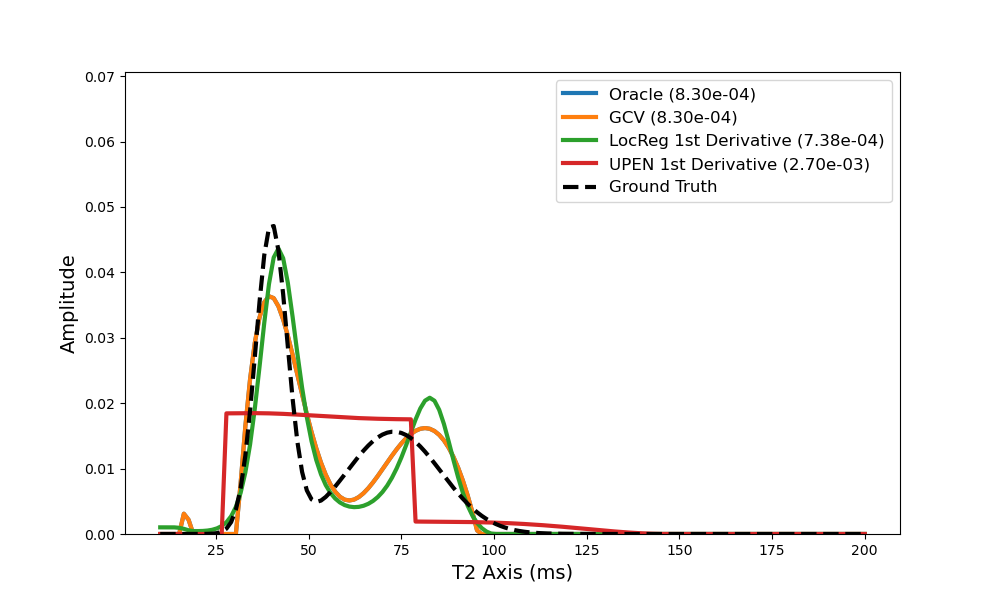 0.07
0.06
0.05
0.04
0.03
0.02
0.01
0.00
Amplitude
Oracle (8.30e-04)
GCV (8.30e-04)
LocReg 1st Derivative (7.38e-04)
UPEN 1st Derivative (2.70e-03)
Ground Truth
25 50 75 100 125 150 175 200
T2 Axis (ms)